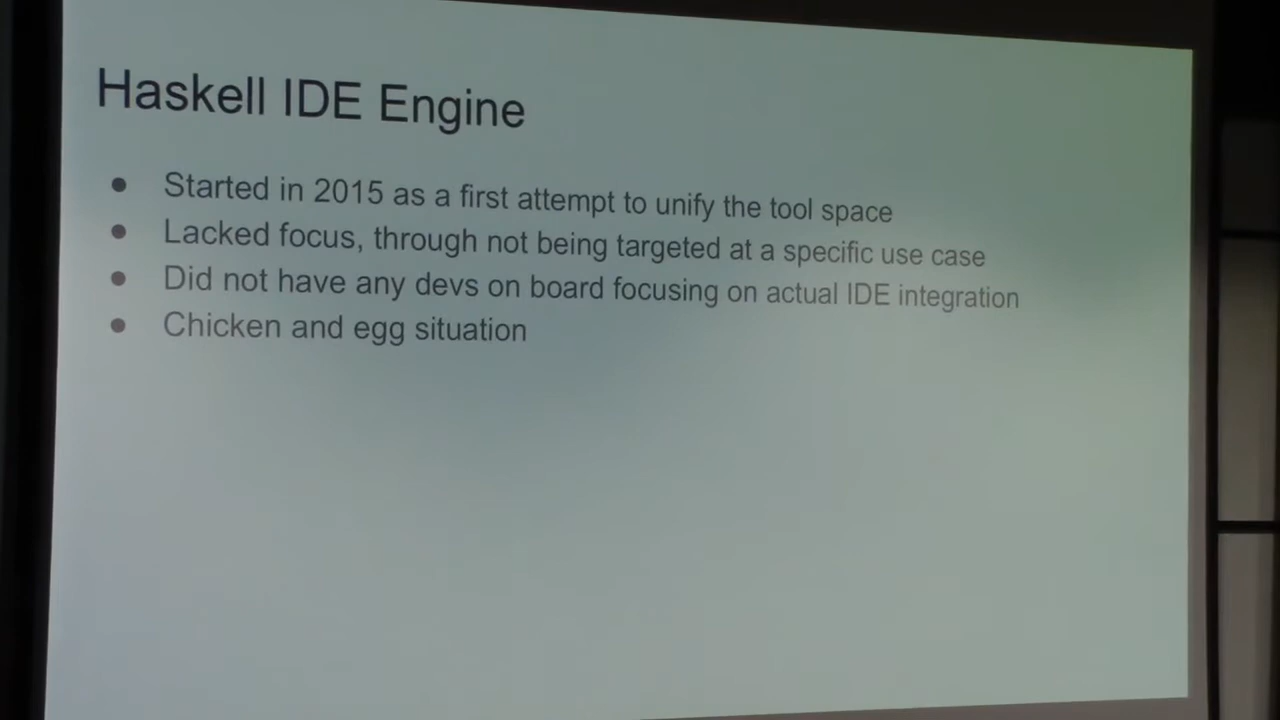 Haskell IDE Engine
● Started in 2015 as a first attempt to unify the tool space
● Lacked focus, through not being targeted at a specific use case
● Did not have any devs on board focusing on actual IDE integration
● Chicken and egg situation